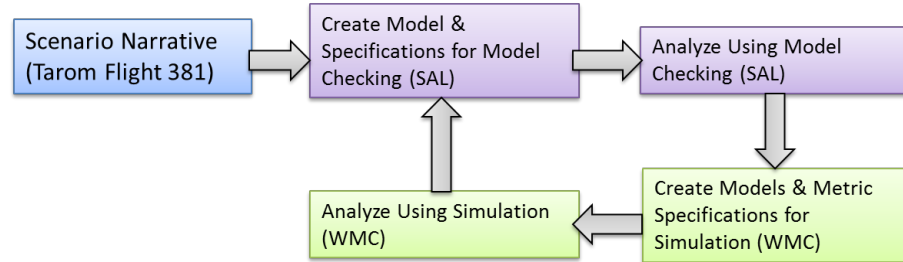 Scenario Narrative
(Tarom Flight 381)
Create Model &
Specifications for Model
Checking (SAL)
Analyze Using Model
Checking (SAL)
Create Models & Metric
Specifications for
Simulation (WMC)
Analyze Using Simulation
(WMC)